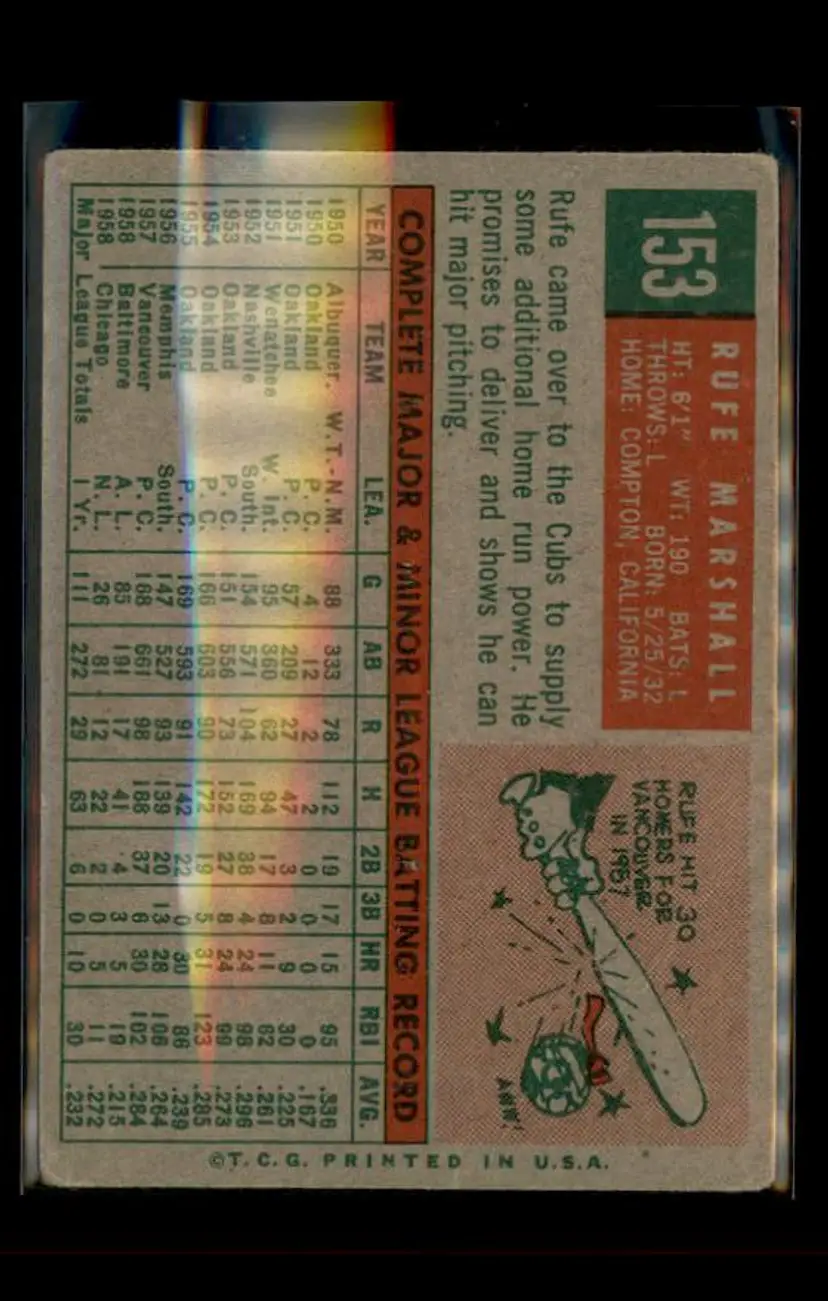 153
RUFE MARSHALL
HT: 6'1" WT: 190 BATS: L
THROWS: L BORN: 5/25/32
HOME: COMPTON, CALIFORNIA
Rufe came over to the Cubs to supply
some additional home run power. He
promises to deliver and shows he can
hit major pitching.
RUFE HIT 30
HOMERS FOR
VANCOUVER
IN 1957
AWW!
COMPLETE MAJOR & MINOR LEAGUE BATTING RECORD
YEAR TEAM LEA. G AB R H 2B 3B HR RBI AVG.
1950 Albuquer. W.T.-N.M. 88 333 78 112 19 17 15 95 .336
1950 Oakland P. C. 4 12 2 2 0 0 0 0 .167
1951 Oakland P. C. 57 209 27 47 3 2 9 30 .225
1951 Wenatchee W. Int. 95 360 62 94 17 8 11 62 .261
1952 Nashville South. 154 571 104 169 38 4 24 98 .296
1953 Oakland P. C. 151 556 73 152 27 8 24 99 .273
1954 Oakland P. C. 166 603 90 172 19 5 31 123 .285
1955 Oakland P. C. 169 593 91 142 22 0 30 86 .239
1956 Memphis South. 147 527 93 139 20 13 28 106 .264
1957 Vancouver P. C. 168 661 98 188 37 6 30 102 .284
1958 Baltimore A. L. 85 191 17 41 4 3 5 19 .215
1958 Chicago N. L. 26 81 12 22 2 0 5 11 .272
Major League Totals 1 Yr. 111 272 29 63 6 0 10 30 .232
©T.C.G. PRINTED IN U.S.A.